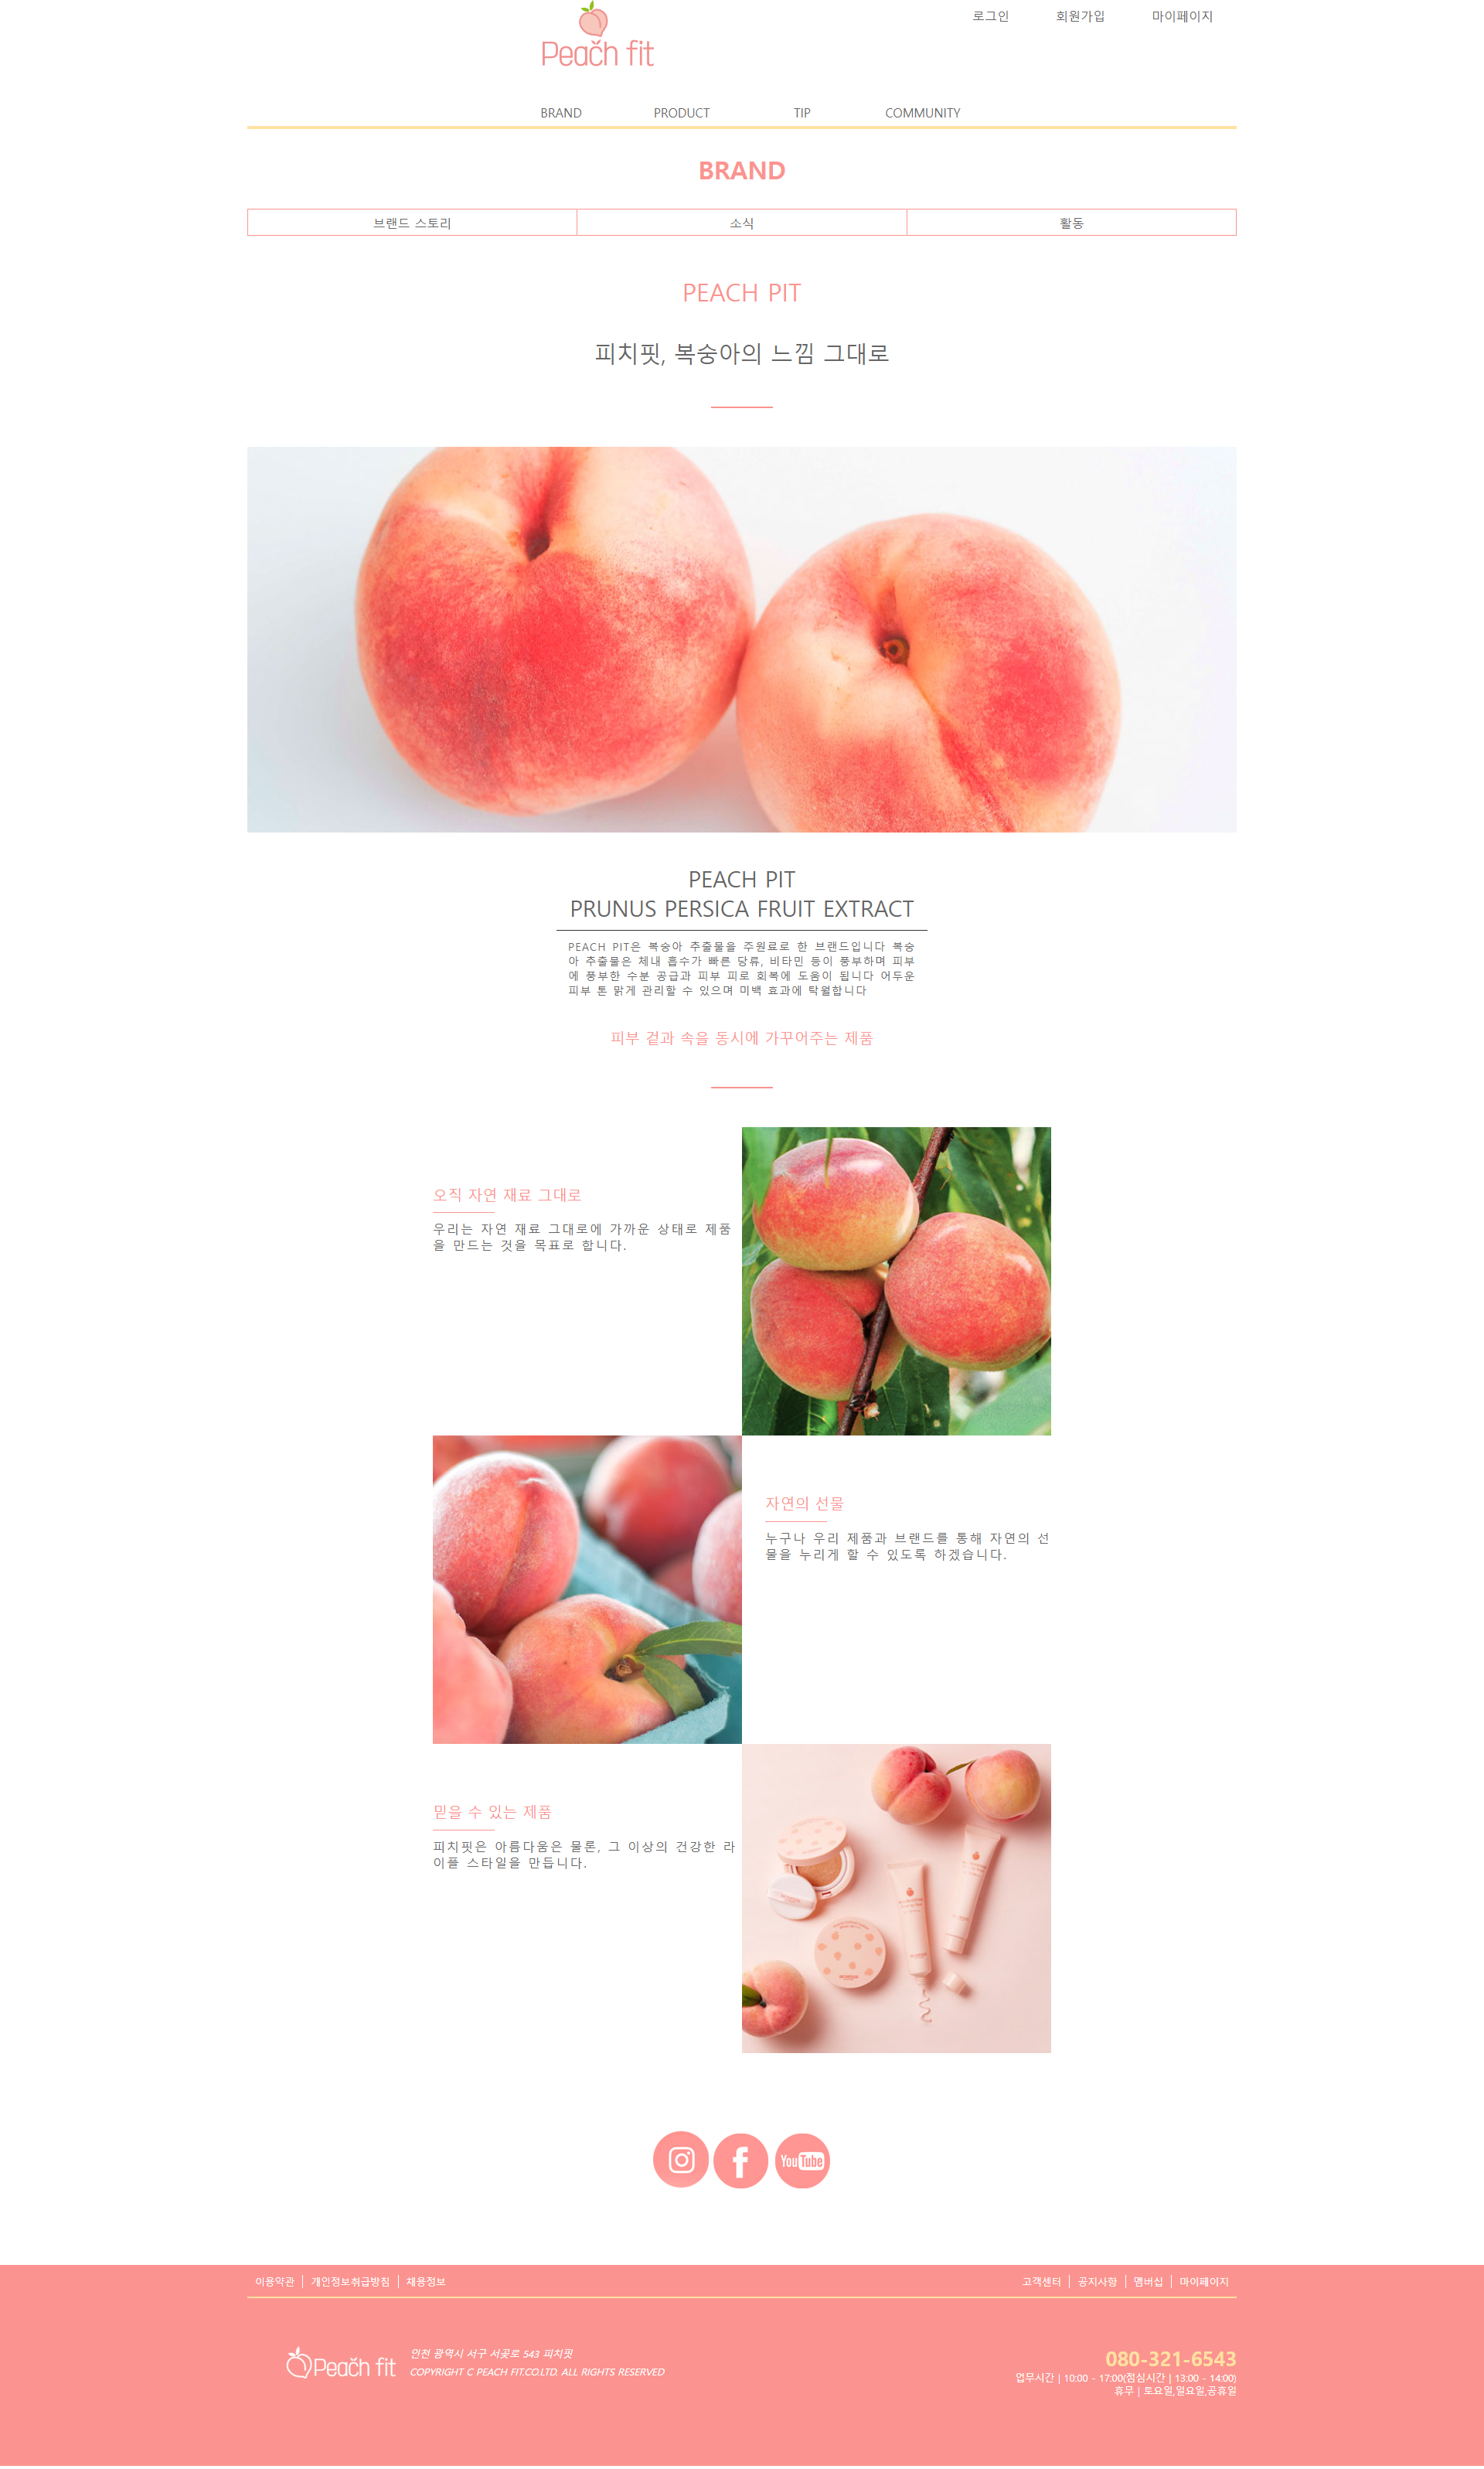 로그인 회원가입 마이페이지
Peach fit
BRAND PRODUCT TIP COMMUNITY
BRAND
브랜드 스토리 소식 활동
PEACH PIT
피치핏, 복숭아의 느낌 그대로
PEACH PIT
PRUNUS PERSICA FRUIT EXTRACT
PEACH PIT은 복숭아 추출물을 주원료로 한 브랜드입니다 복숭
아 추출물은 체내 흡수가 빠른 당류, 비타민 등이 풍부하며 피부
에 풍부한 수분 공급과 피부 피로 회복에 도움이 됩니다 어두운
피부 톤 맑게 관리할 수 있으며 미백 효과에 탁월합니다
피부 겉과 속을 동시에 가꾸어주는 제품
오직 자연 재료 그대로
우리는 자연 재료 그대로에 가까운 상태로 제품
을 만드는 것을 목표로 합니다.
자연의 선물
누구나 우리 제품과 브랜드를 통해 자연의 선
물을 누리게 할 수 있도록 하겠습니다.
믿을 수 있는 제품
피치핏은 아름다움은 물론, 그 이상의 건강한 라
이플 스타일을 만듭니다.
You Tube
이용약관 개인정보취급방침 채용정보 고객센터 공지사항 멤버십 마이페이지
Peach fit
인천 광역시 서구 서곶로 543 피치핏
COPYRIGHT C PEACH FIT.CO.LTD. ALL RIGHTS RESERVED
080-321-6543
업무시간 | 10:00 - 17:00(점심시간 | 13:00 - 14:00)
휴무 | 토요일,일요일,공휴일